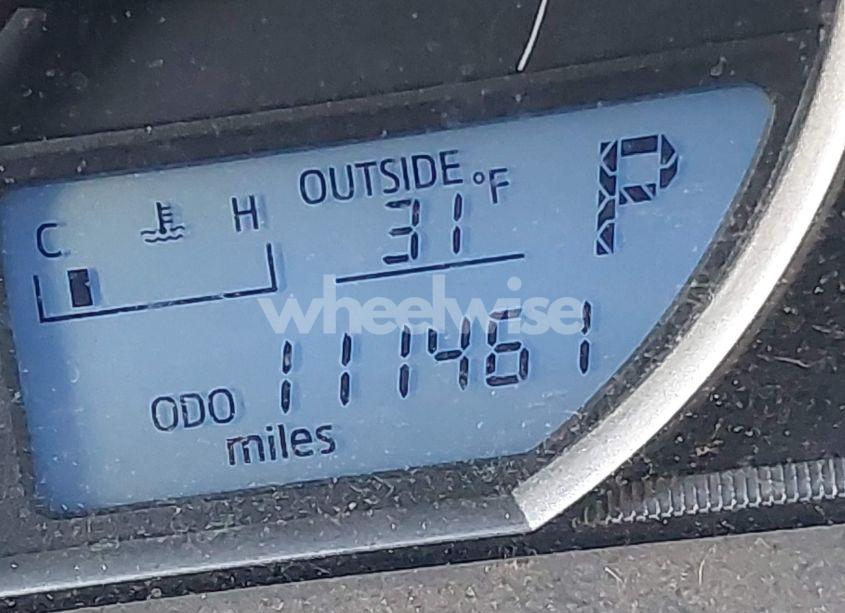 OUTSIDE
C H 31 °F P
wheelwise
111461
ODO
miles